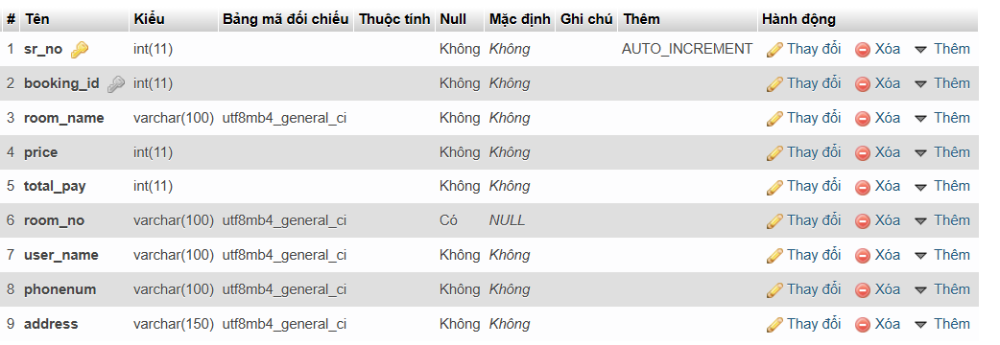 # Tên Kiểu Bảng mã đối chiếu Thuộc tính Null Mặc định Ghi chú Thêm Hành động
1 sr_no int(11) Không Không AUTO_INCREMENT Thay đổi Xóa Thêm
2 booking_id int(11) Không Không Thay đổi Xóa Thêm
3 room_name varchar(100) utf8mb4_general_ci Không Không Thay đổi Xóa Thêm
4 price int(11) Không Không Thay đổi Xóa Thêm
5 total_pay int(11) Không Không Thay đổi Xóa Thêm
6 room_no varchar(100) utf8mb4_general_ci Có NULL Thay đổi Xóa Thêm
7 user_name varchar(100) utf8mb4_general_ci Không Không Thay đổi Xóa Thêm
8 phonenum varchar(100) utf8mb4_general_ci Không Không Thay đổi Xóa Thêm
9 address varchar(150) utf8mb4_general_ci Không Không Thay đổi Xóa Thêm